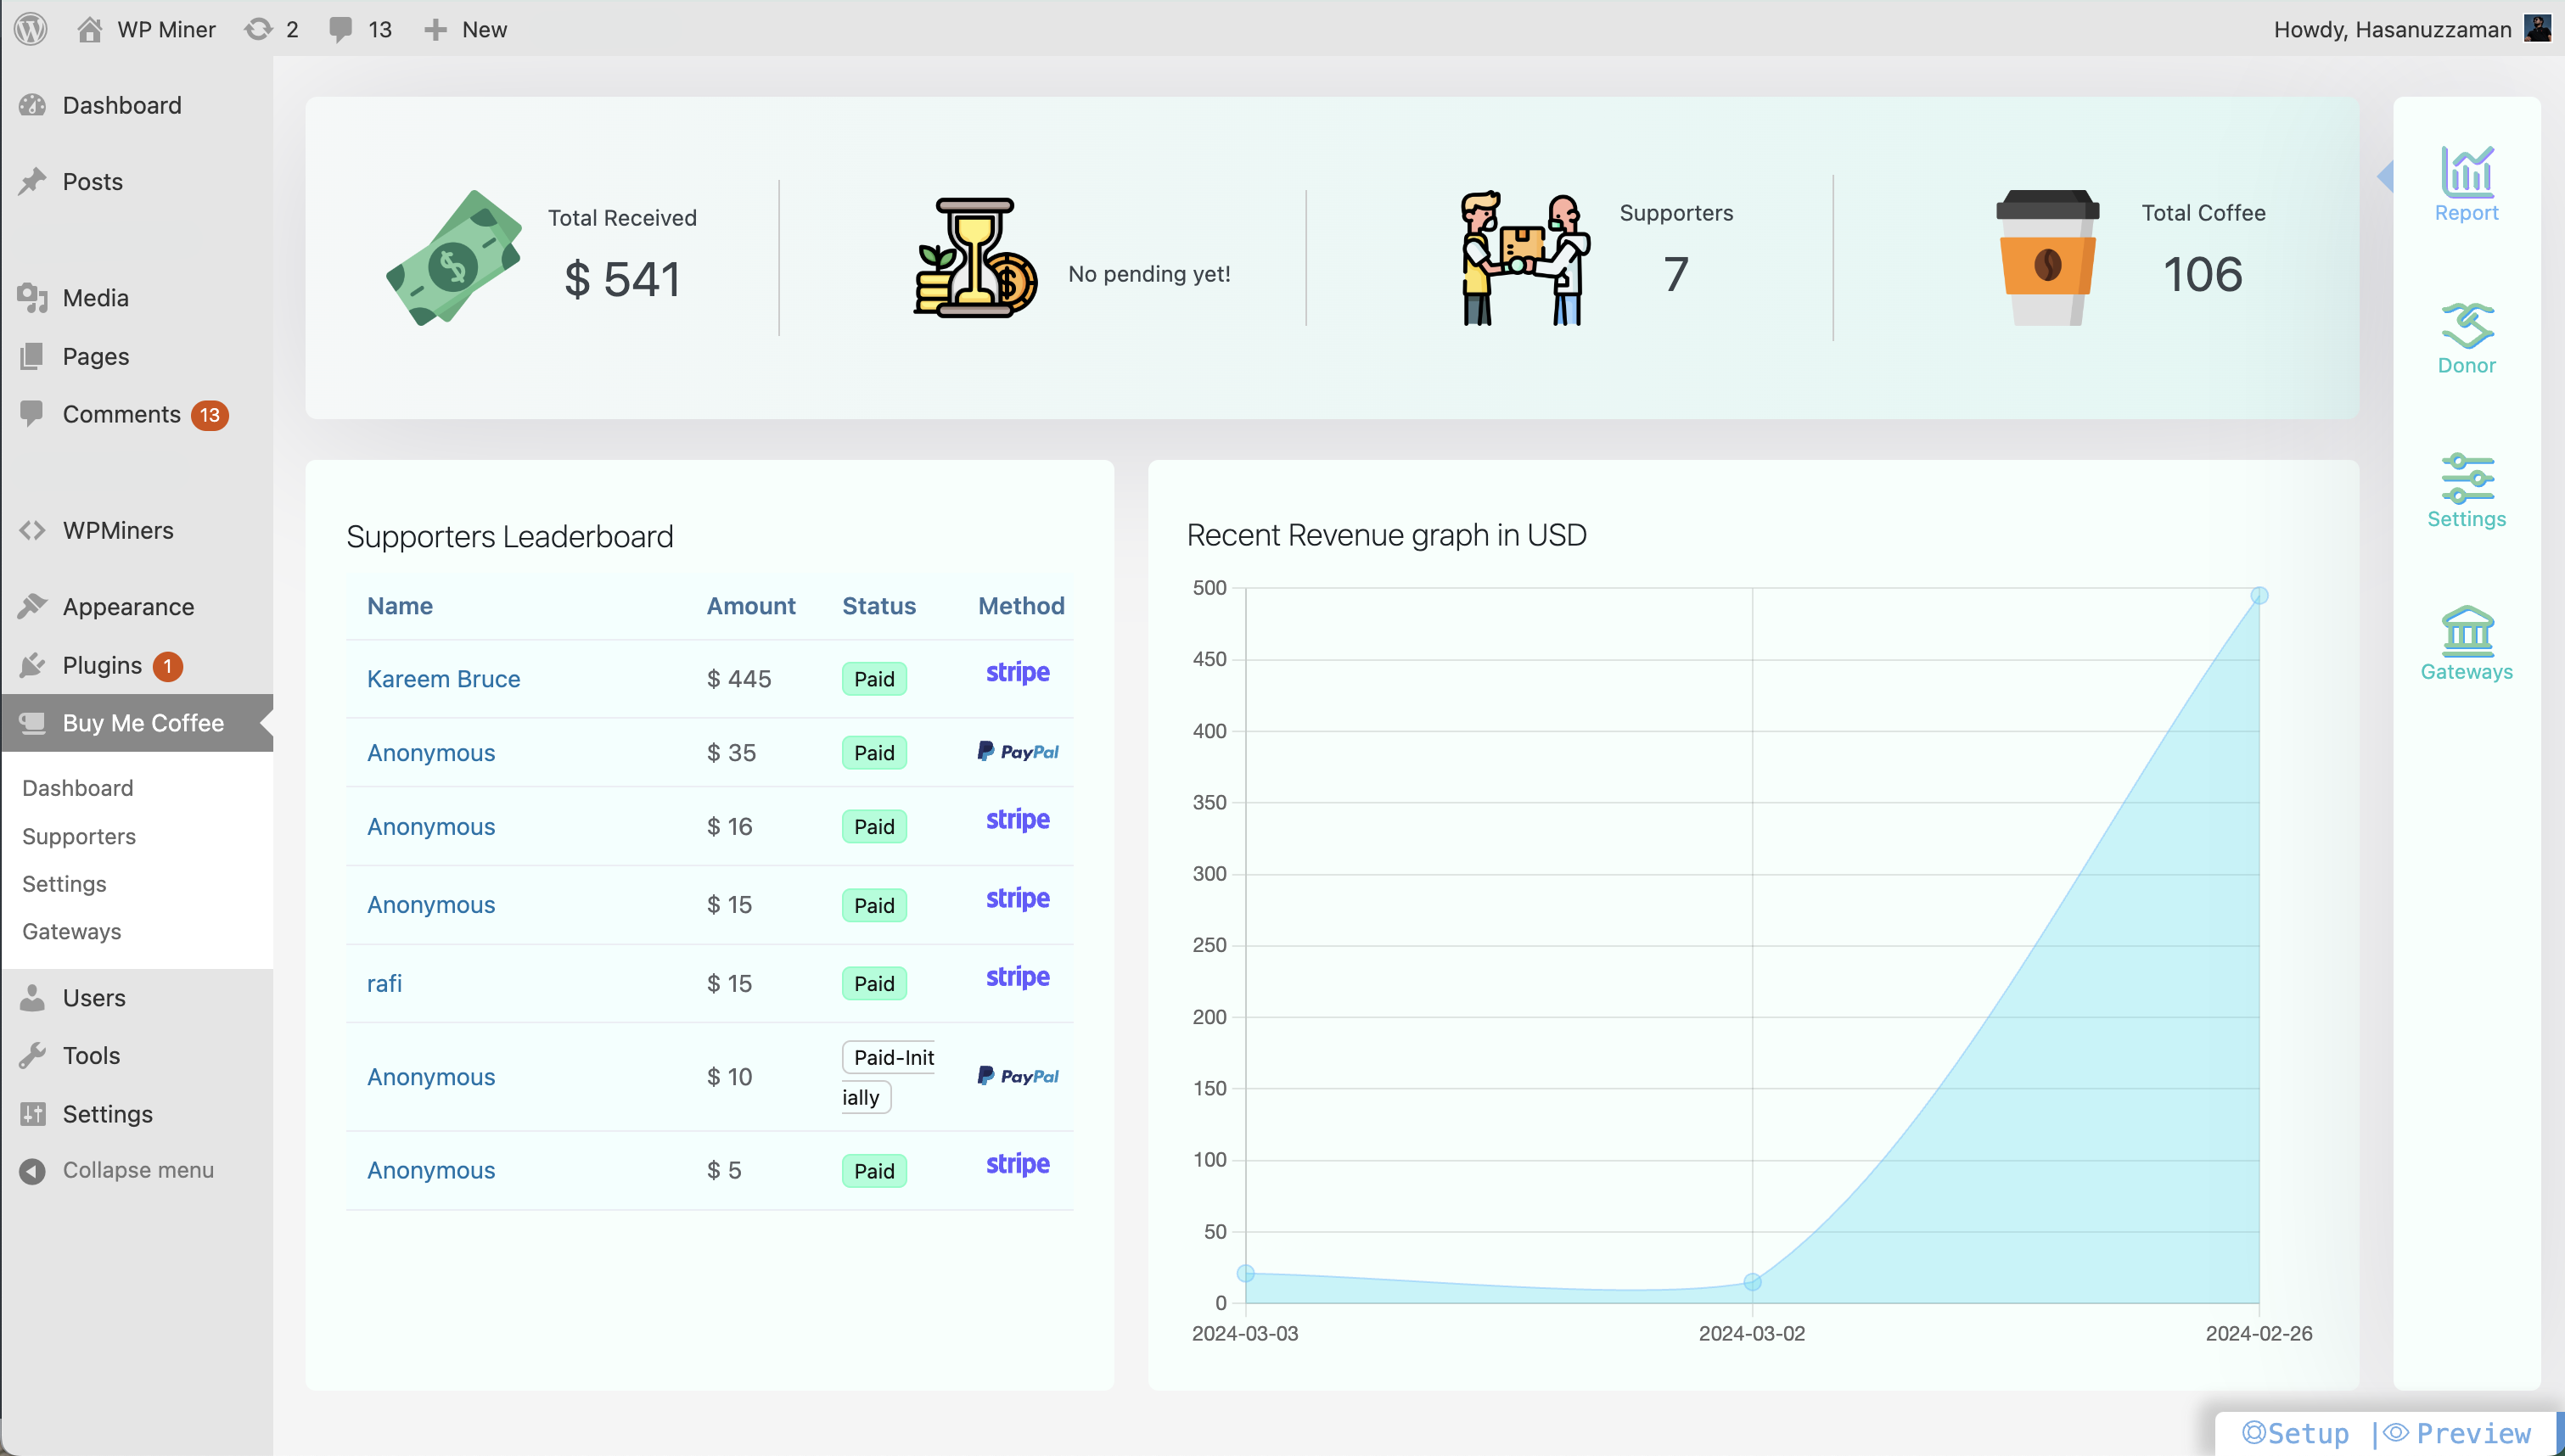 WP Miner 2 13 New Howdy, Hasanuzzaman
Dashboard
Posts
Media
Pages
Comments 13
WPMiners
Appearance
Plugins 1
Buy Me Coffee
Dashboard
Supporters
Settings
Gateways
Users
Tools
Settings
Collapse menu
Total Received
$ 541
No pending yet!
Supporters
7
Total Coffee
106
Supporters Leaderboard
Name Amount Status Method
Kareem Bruce $ 445 Paid stripe
Anonymous $ 35 Paid PayPal
Anonymous $ 16 Paid stripe
Anonymous $ 15 Paid stripe
rafi $ 15 Paid stripe
Anonymous $ 10 Paid-Init
ially PayPal
Anonymous $ 5 Paid stripe
Recent Revenue graph in USD
500
450
400
350
300
250
200
150
100
50
0
2024-03-03 2024-03-02 2024-02-26
Report
Donor
Settings
Gateways
Setup | Preview